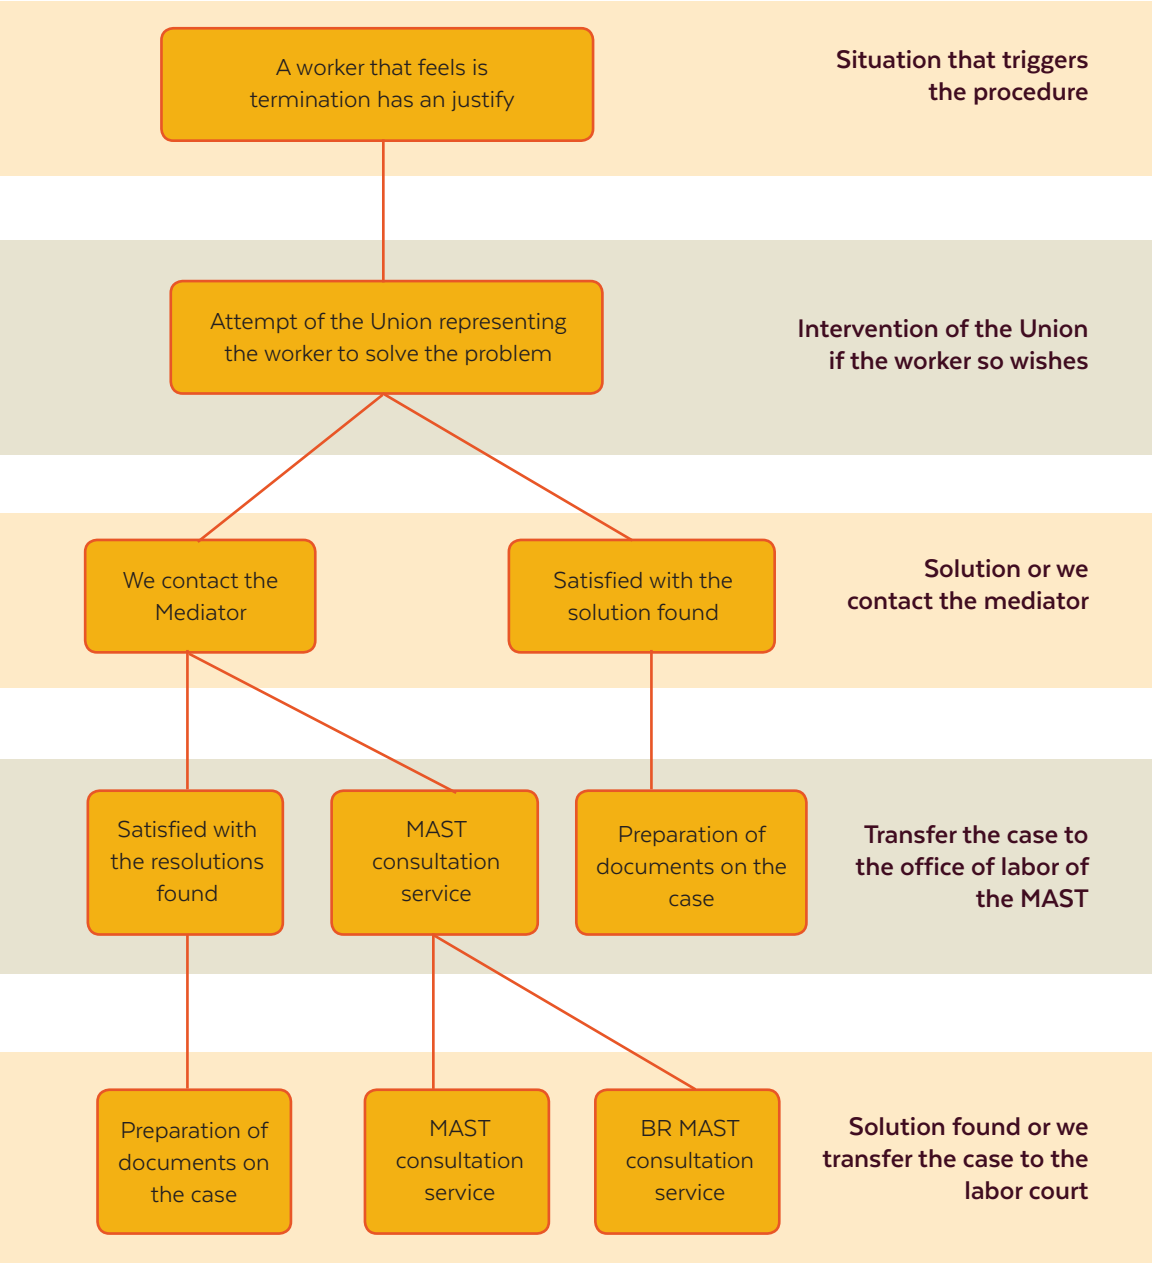 A worker that feels is
termination has an justify
Situation that triggers
the procedure
Attempt of the Union representing
the worker to solve the problem
Intervention of the Union
if the worker so wishes
We contact the
Mediator
Satisfied with the
solution found
Solution or we
contact the mediator
Satisfied with
the resolutions
found
MAST
consultation
service
Preparation of
documents on the
case
Transfer the case to
the office of labor of
the MAST
Preparation of
documents on
the case
MAST
consultation
service
BR MAST
consultation
service
Solution found or we
transfer the case to the
labor court